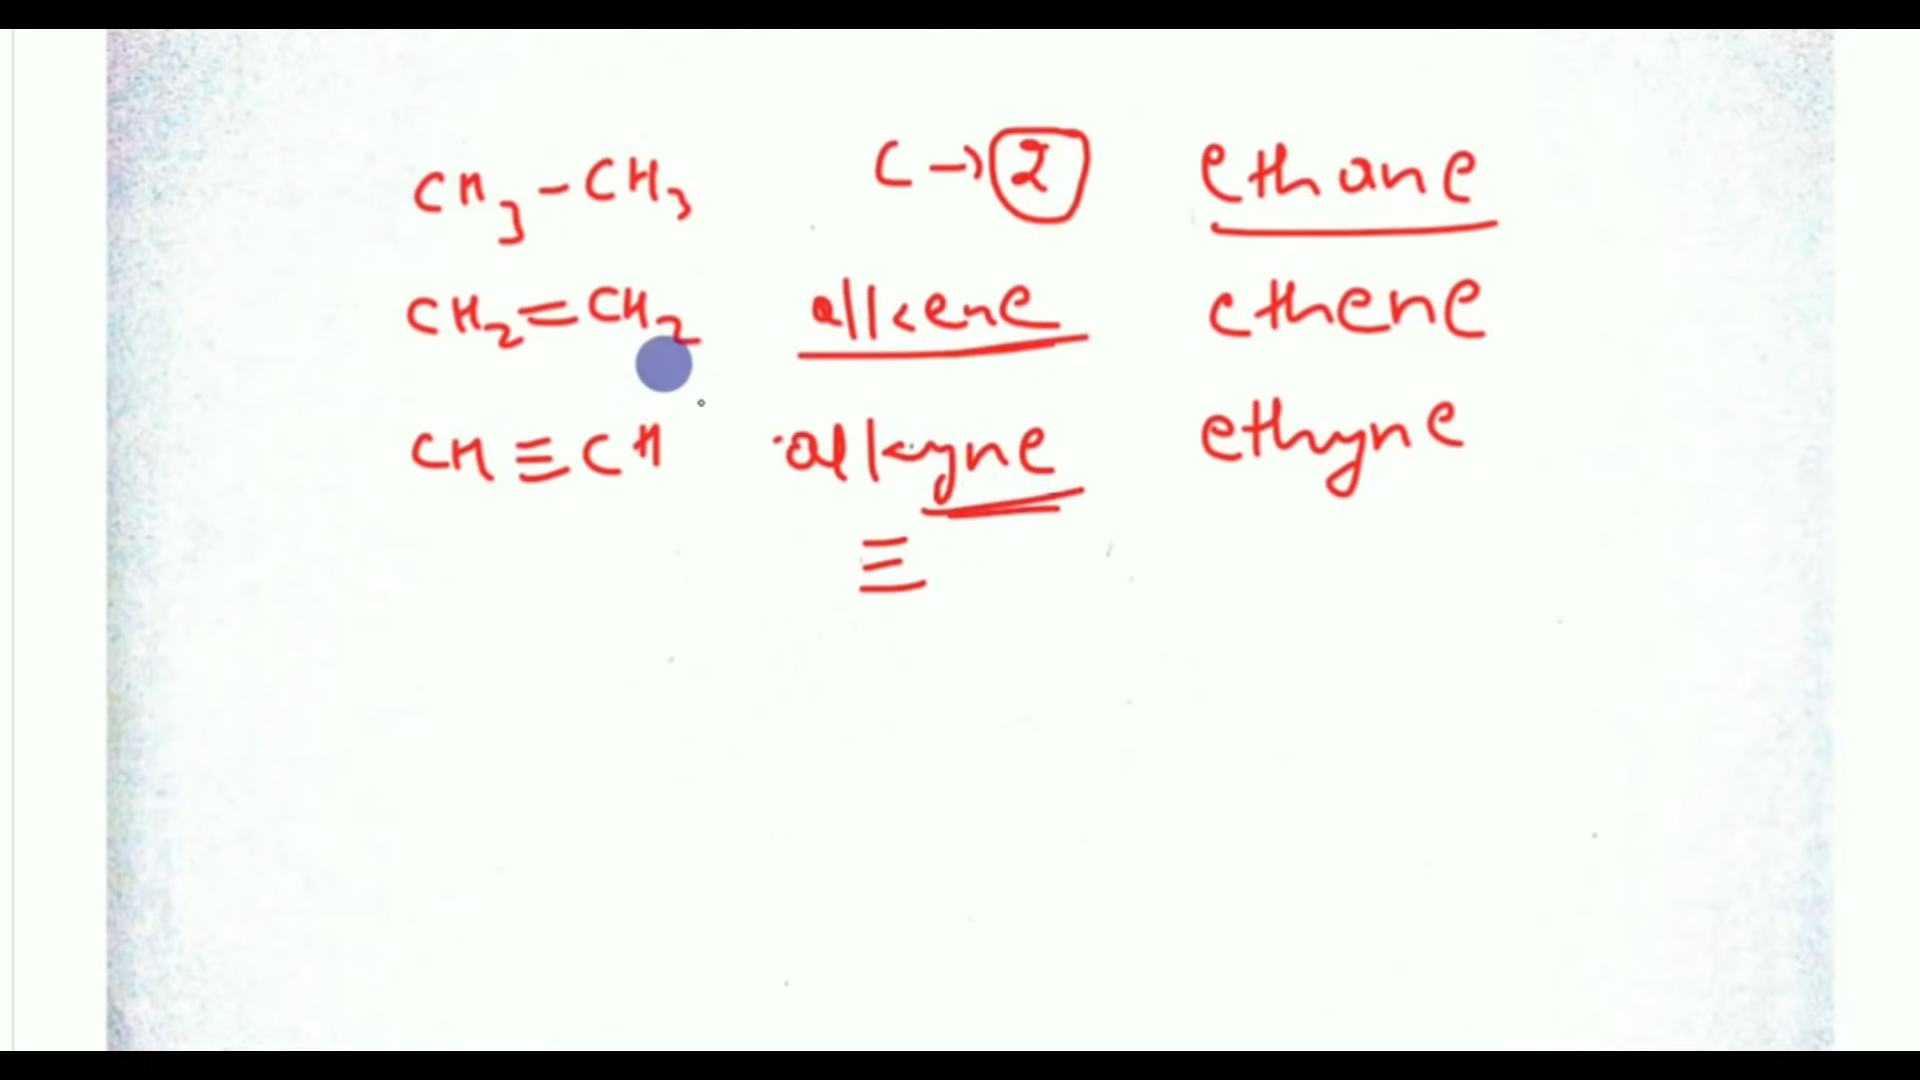 CH3-CH3 C→2 ethane
CH2=CH2 alkene ethene
CH≡CH alkyne ethyne
≡